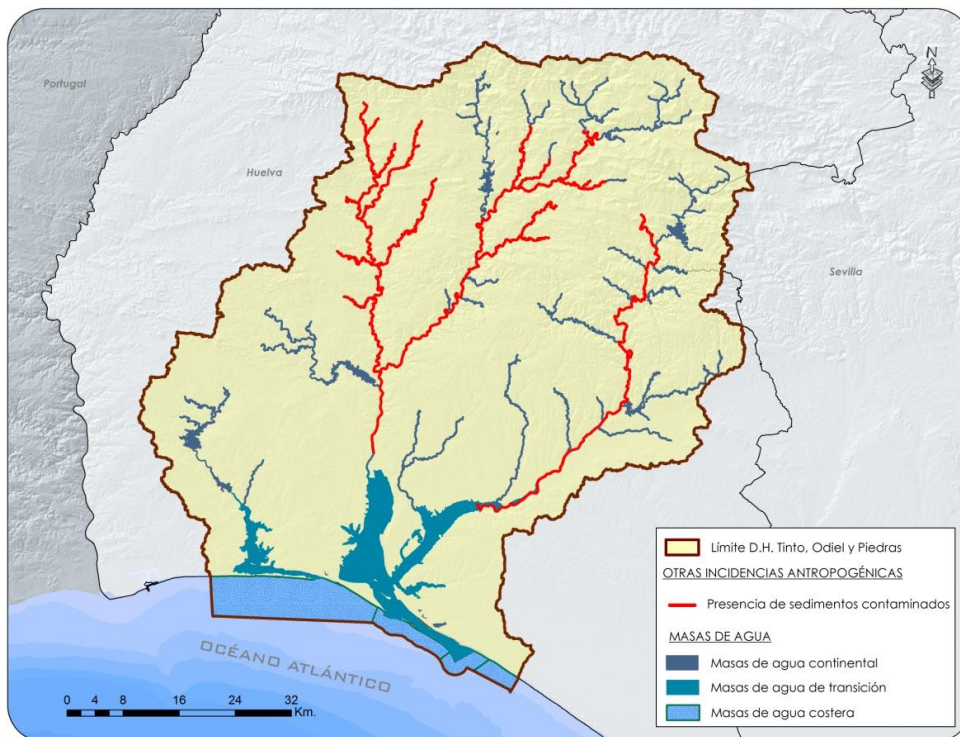 N
Portugal
Huelva
Sevilla
OCÉANO ATLÁNTICO
0 4 8 16 24 32
Km.
Límite D.H. Tinto, Odiel y Piedras
OTRAS INCIDENCIAS ANTROPOGÉNICAS
Presencia de sedimentos contaminados
MASAS DE AGUA
Masas de agua continental
Masas de agua de transición
Masas de agua costera